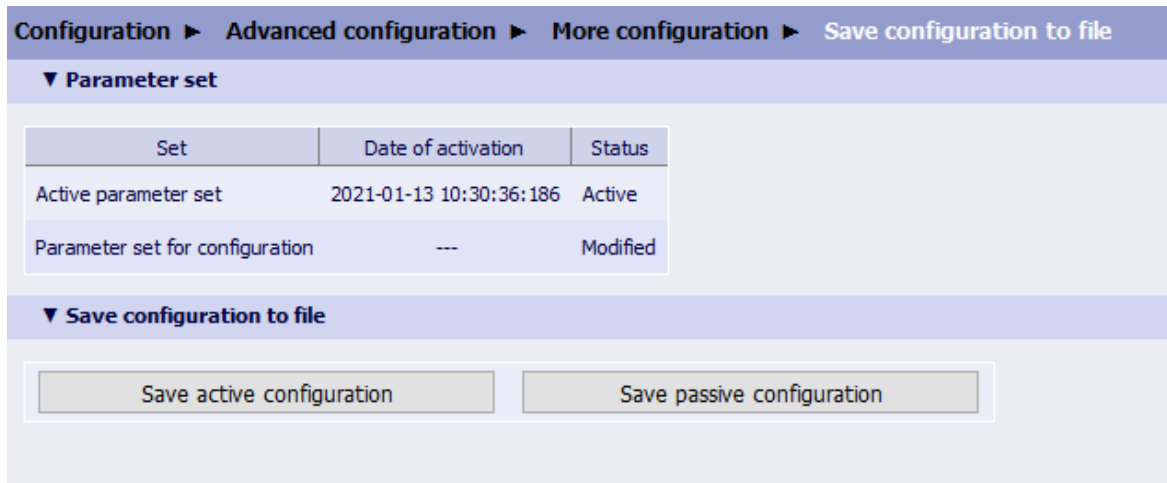 Configuration ► Advanced configuration ► More configuration ► Save configuration to file
▼ Parameter set
Set Date of activation Status
Active parameter set 2021-01-13 10:30:36:186 Active
Parameter set for configuration --- Modified
▼ Save configuration to file
Save active configuration Save passive configuration